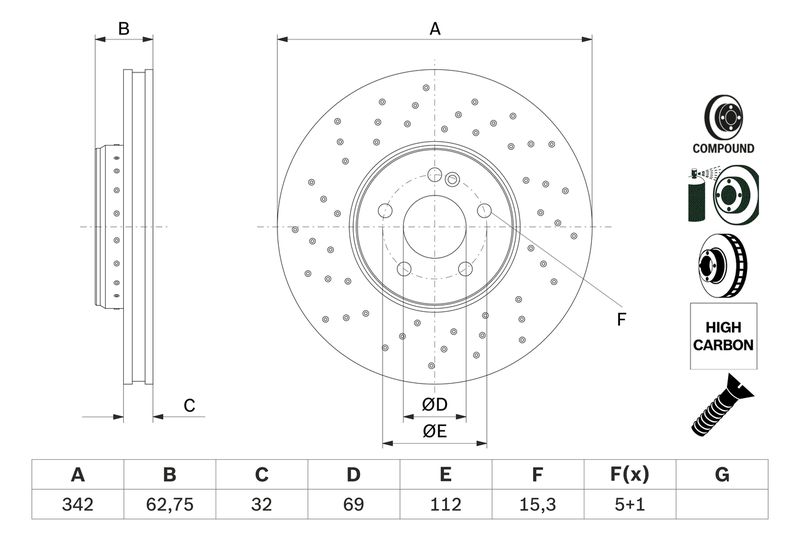 B
A
COMPOUND
F
HIGH
CARBON
C
ØD
ØE
A B C D E F F(x) G
342 62,75 32 69 112 15,3 5+1